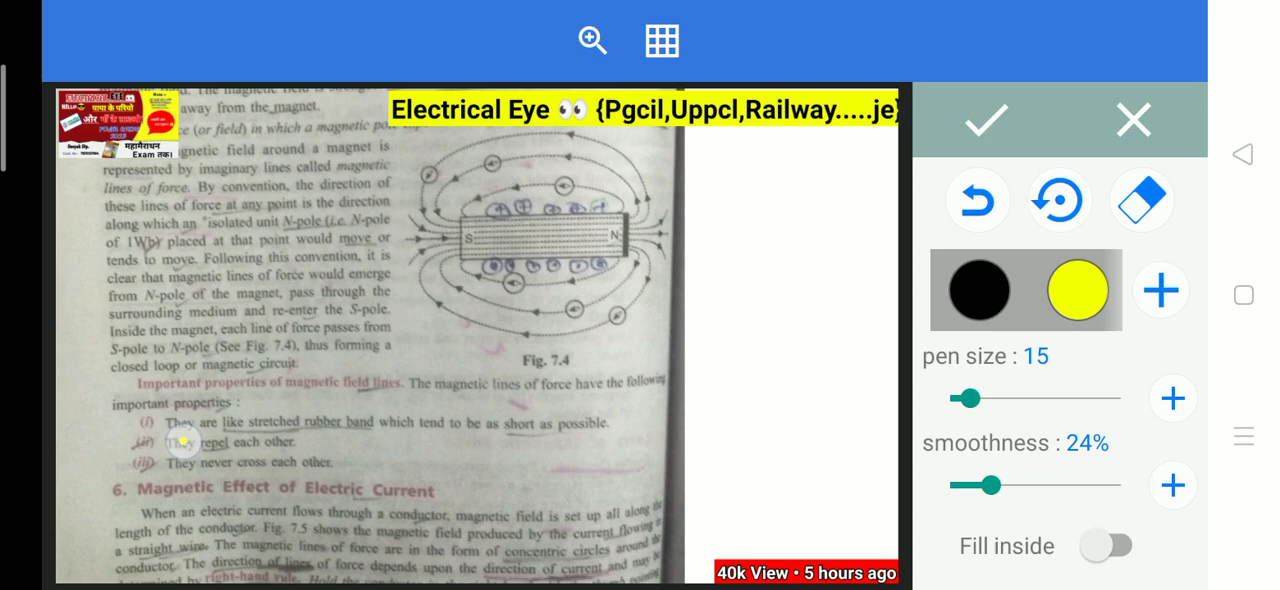 Electrical Eye 👀 {Pgcil,Uppcl,Railway.....je}
away from the magnet.
(or field) in which a magnetic
magnetic field around a magnet is
represented by imaginary lines called magnetic
lines of force. By convention, the direction of
these lines of force at any point is the direction
along which an isolated unit N-pole (i.e. N-pole
of 1Wb) placed at that point would move or
tends to move. Following this convention, it is
clear that magnetic lines of force would emerge
from N-pole of the magnet, pass through the
surrounding medium and re-enter the S-pole.
Inside the magnet, each line of force passes from
S-pole to N-pole (See Fig. 7.4), thus forming a
closed loop or magnetic circuit.
S
N
Fig. 7.4
Important properties of magnetic field lines. The magnetic lines of force have the following
important properties :
(i) They are like stretched rubber band which tend to be as short as possible.
(ii) They repel each other.
(iii) They never cross each other.
6. Magnetic Effect of Electric Current
When an electric current flows through a conductor, magnetic field is set up all along the
length of the conductor. Fig. 7.5 shows the magnetic field produced by the current flowing in
a straight wire. The magnetic lines of force are in the form of concentric circles around the
conductor. The direction of lines of force depends upon the direction of current and may be
right-hand rule. Hold the conductor
40k View • 5 hours ago
ELECTRICAL EYE
HELLO
पापा के परियो
और
महामैराथन
Exam तक।
pen size : 15
smoothness : 24%
Fill inside